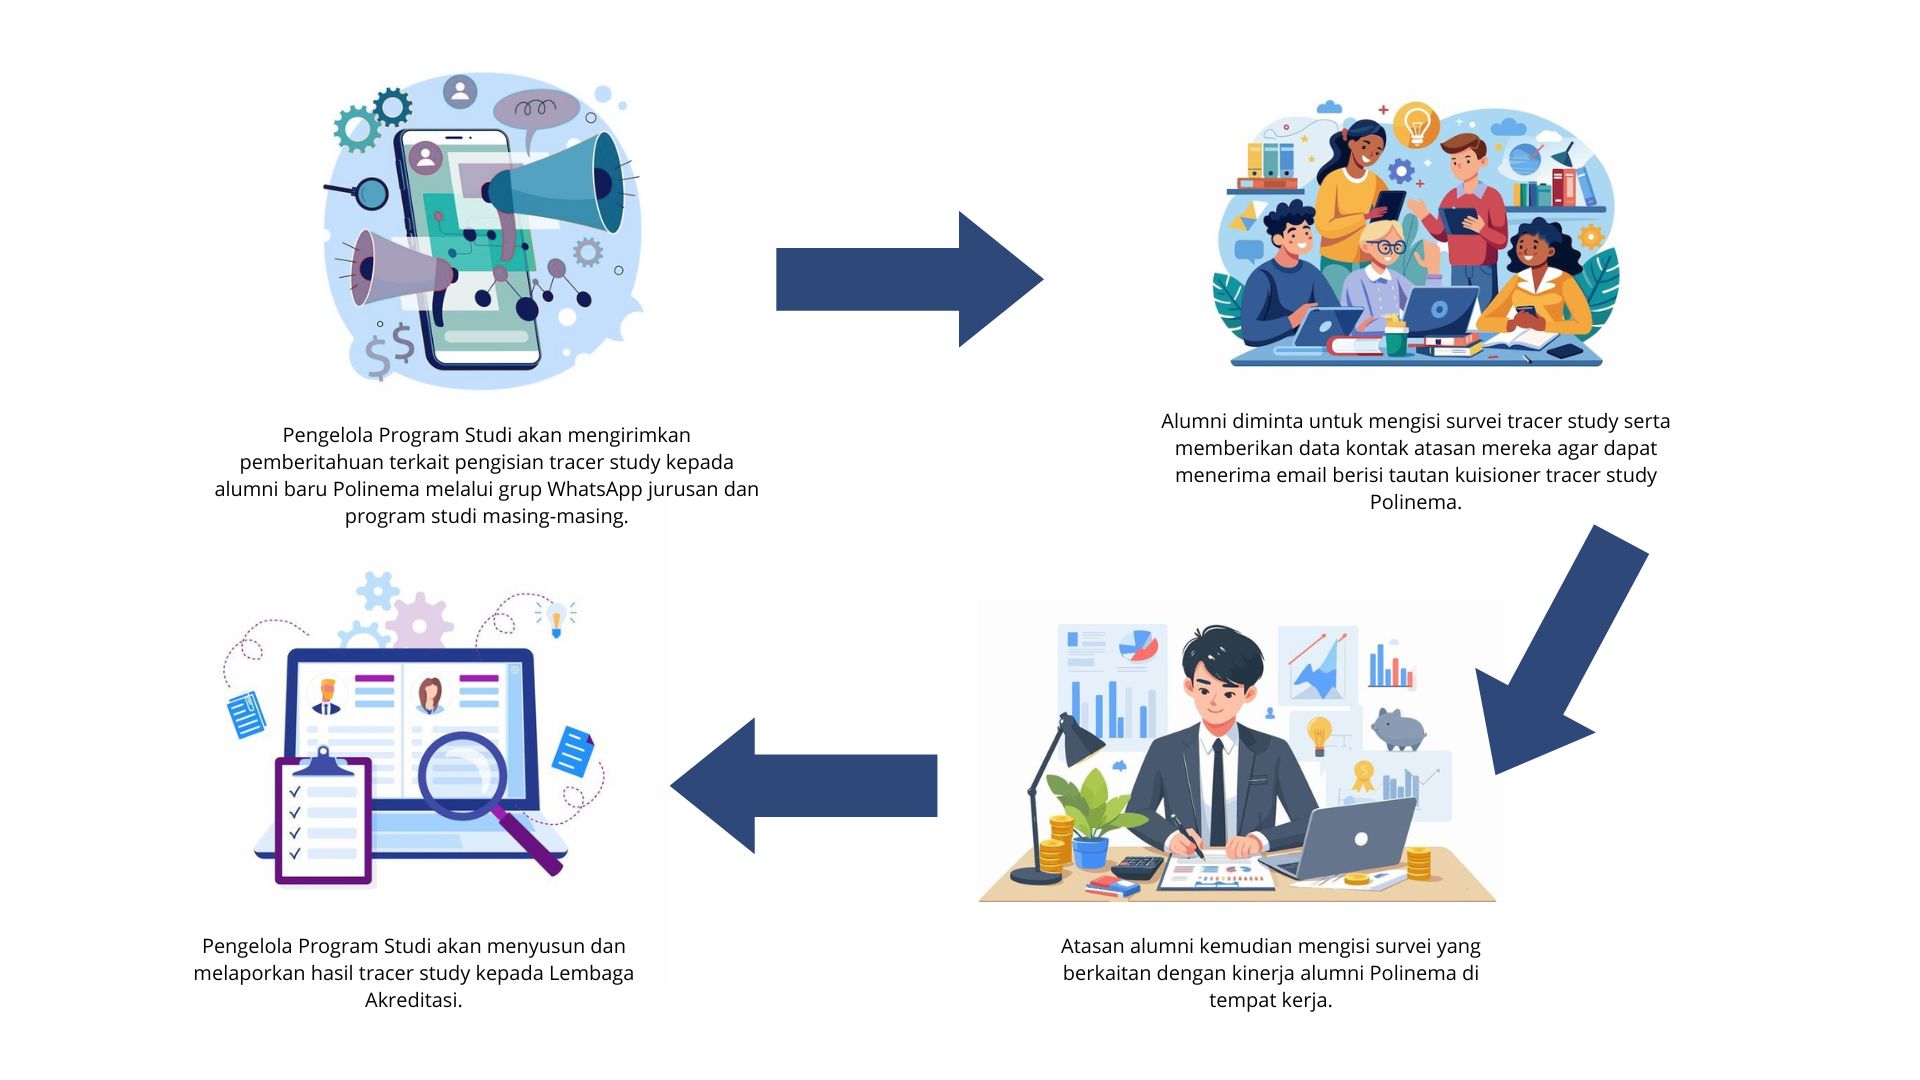 Pengelola Program Studi akan mengirimkan
pemberitahuan terkait pengisian tracer study kepada
alumni baru Polinema melalui grup WhatsApp jurusan dan
program studi masing-masing.
Alumni diminta untuk mengisi survei tracer study serta
memberikan data kontak atasan mereka agar dapat
menerima email berisi tautan kuisioner tracer study
Polinema.
Atasan alumni kemudian mengisi survei yang
berkaitan dengan kinerja alumni Polinema di
tempat kerja.
Pengelola Program Studi akan menyusun dan
melaporkan hasil tracer study kepada Lembaga
Akreditasi.